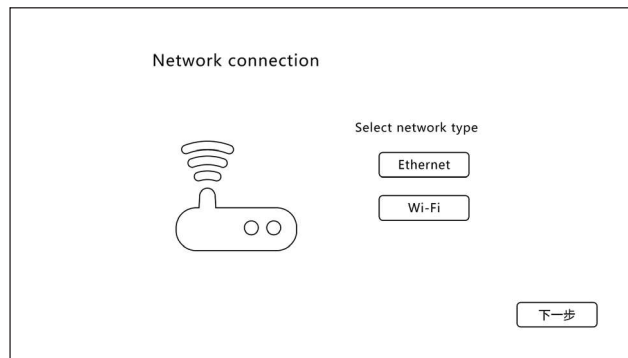 Network connection
Select network type
Ethernet
Wi-Fi
下一步